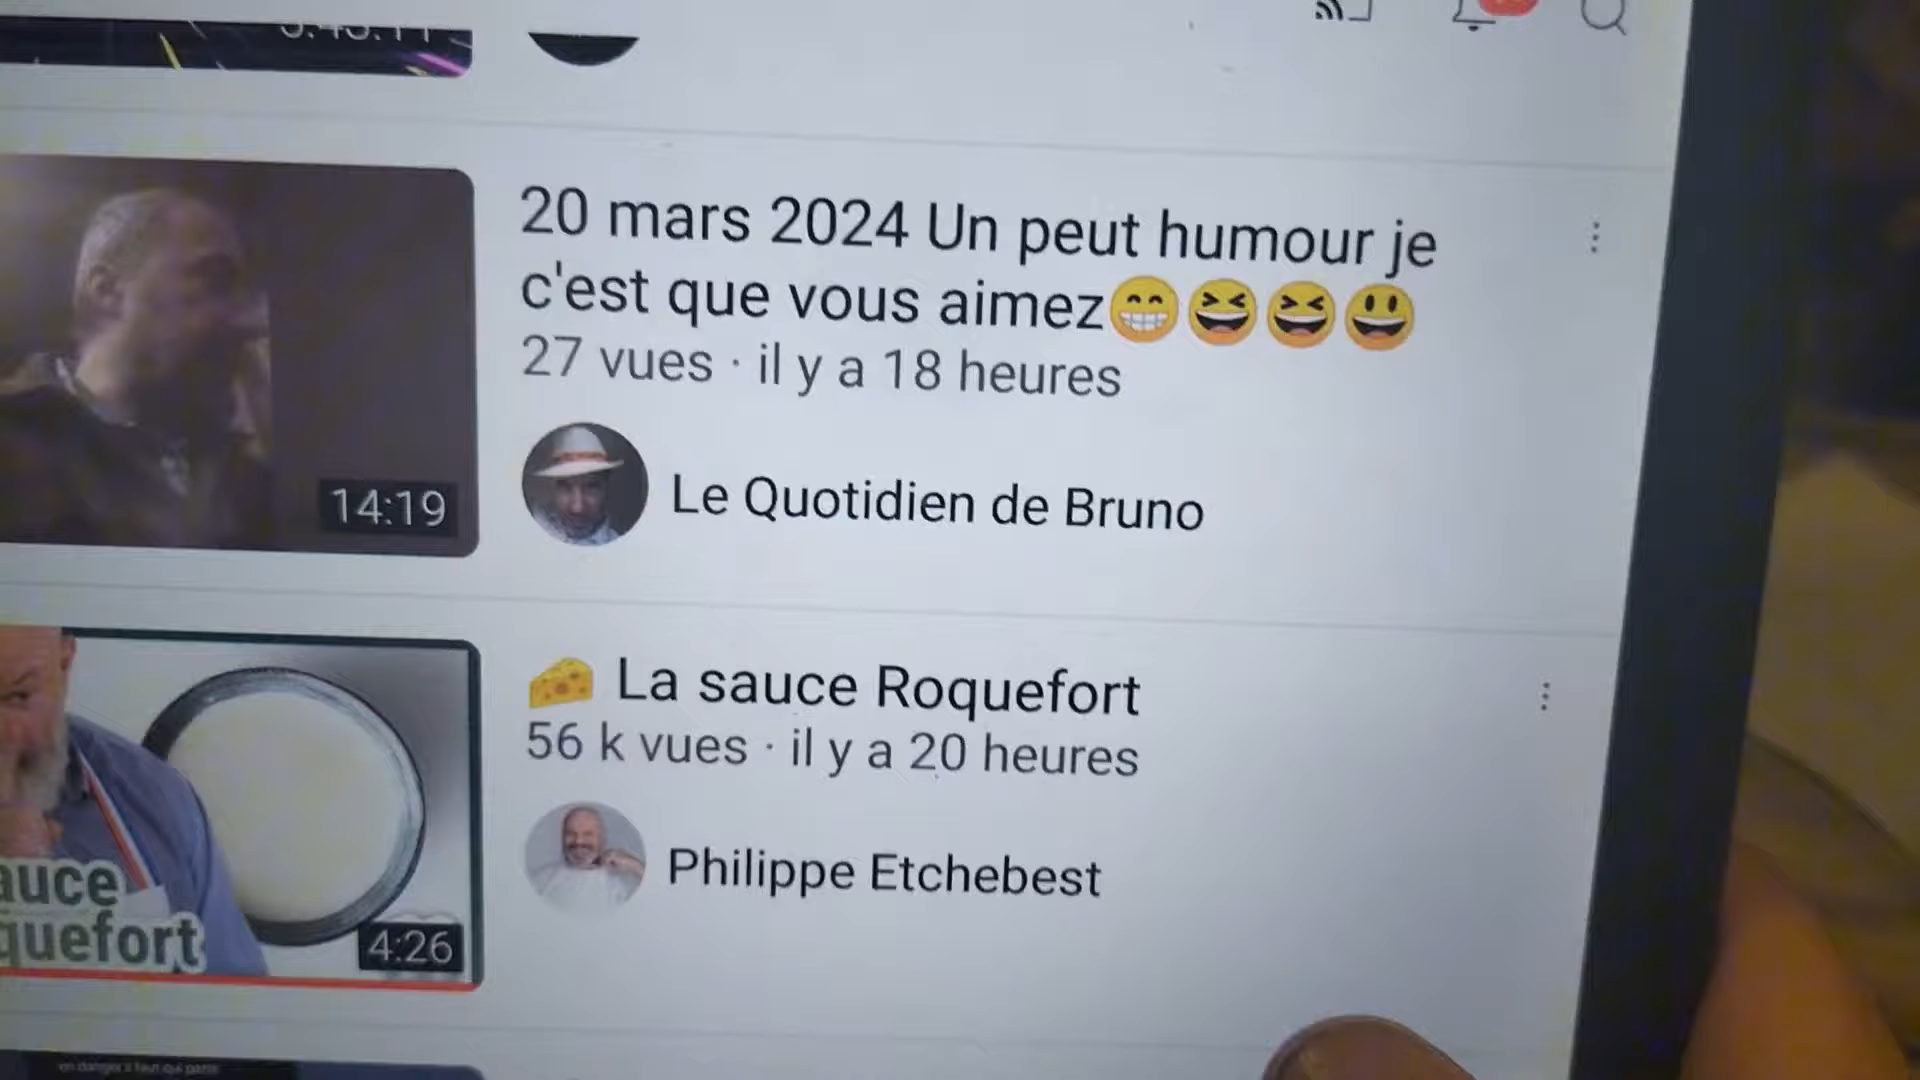 20 mars 2024 Un peut humour je
c'est que vous aimez😁😆😆😃
27 vues · il y a 18 heures
14:19
Le Quotidien de Bruno
🧀 La sauce Roquefort
56 k vues · il y a 20 heures
Philippe Etchebest
auce
quefort
4:26